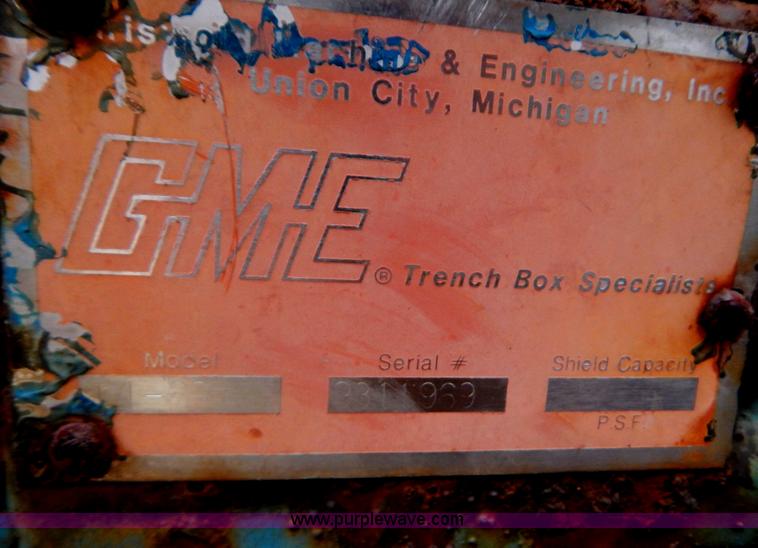 & Engineering, Inc
Union City, Michigan
GME® Trench Box Specialists
Model Serial # Shield Capacity
P.S.F.
www.purplewave.com